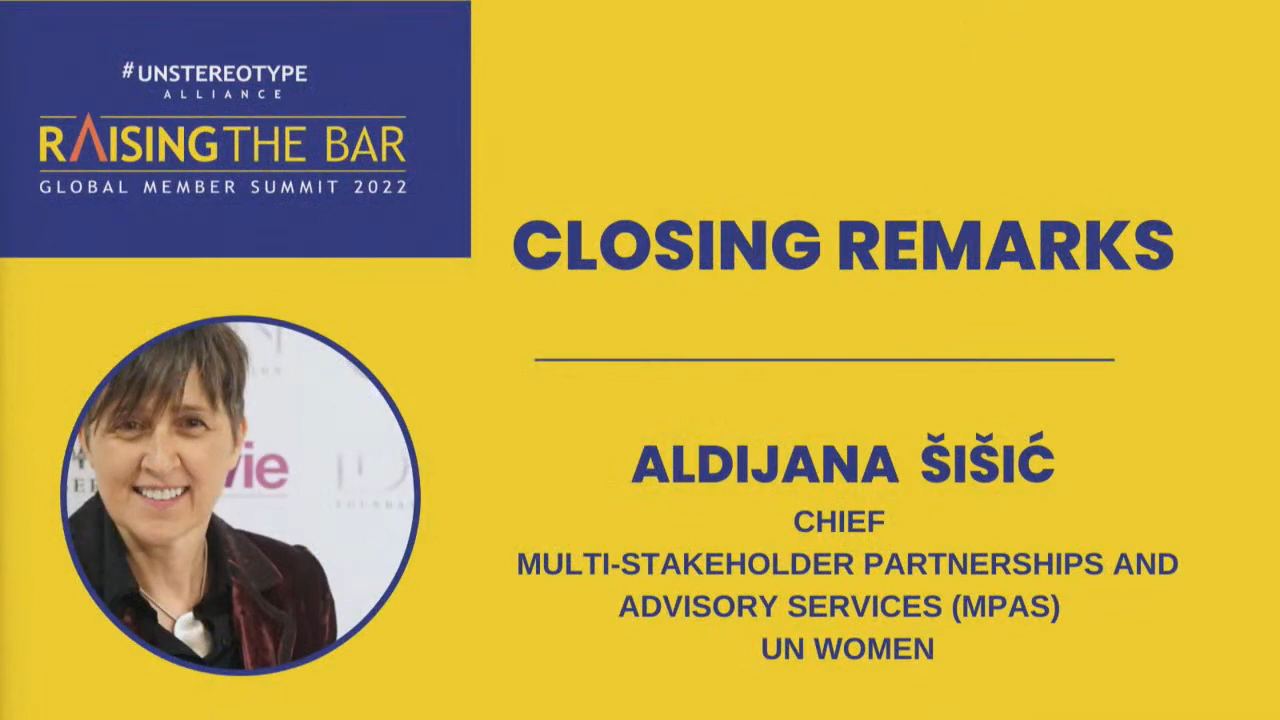 #UNSTEREOTYPE
ALLIANCE
RAISING THE BAR
GLOBAL MEMBER SUMMIT 2022
CLOSING REMARKS
vie
ALDIJANA ŠIŠIĆ
CHIEF
MULTI-STAKEHOLDER PARTNERSHIPS AND
ADVISORY SERVICES (MPAS)
UN WOMEN